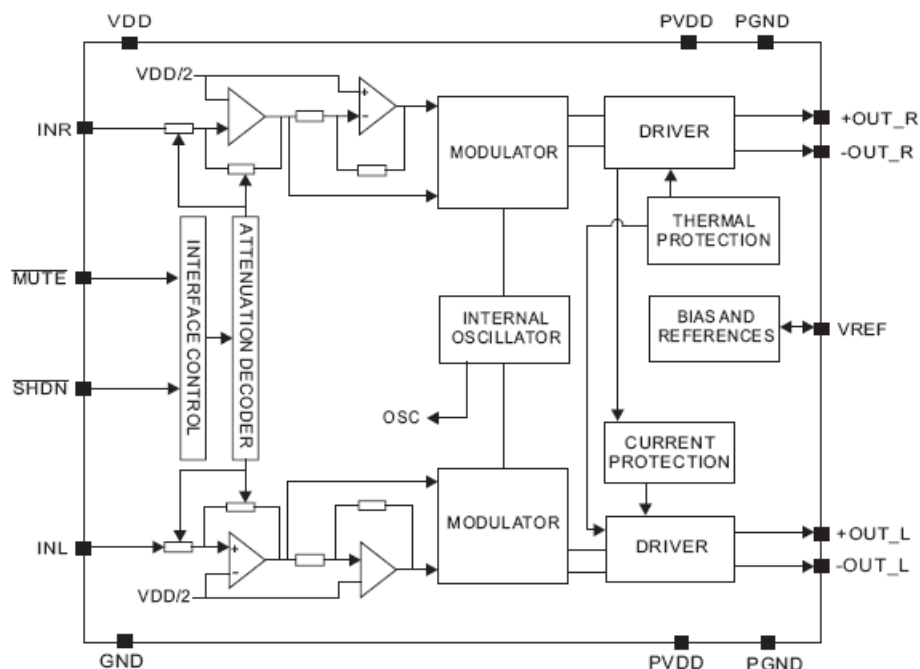 VDD
PVDD
PGND
VDD/2
+
−
INR
MODULATOR
DRIVER
+OUT_R
-OUT_R
THERMAL
PROTECTION
INTERFACE CONTROL
ATTENUATION DECODER
MUTE
SHDN
INTERNAL
OSCILLATOR
BIAS AND
REFERENCES
VREF
OSC
CURRENT
PROTECTION
MODULATOR
DRIVER
INL
+
−
VDD/2
+OUT_L
-OUT_L
GND
PVDD
PGND